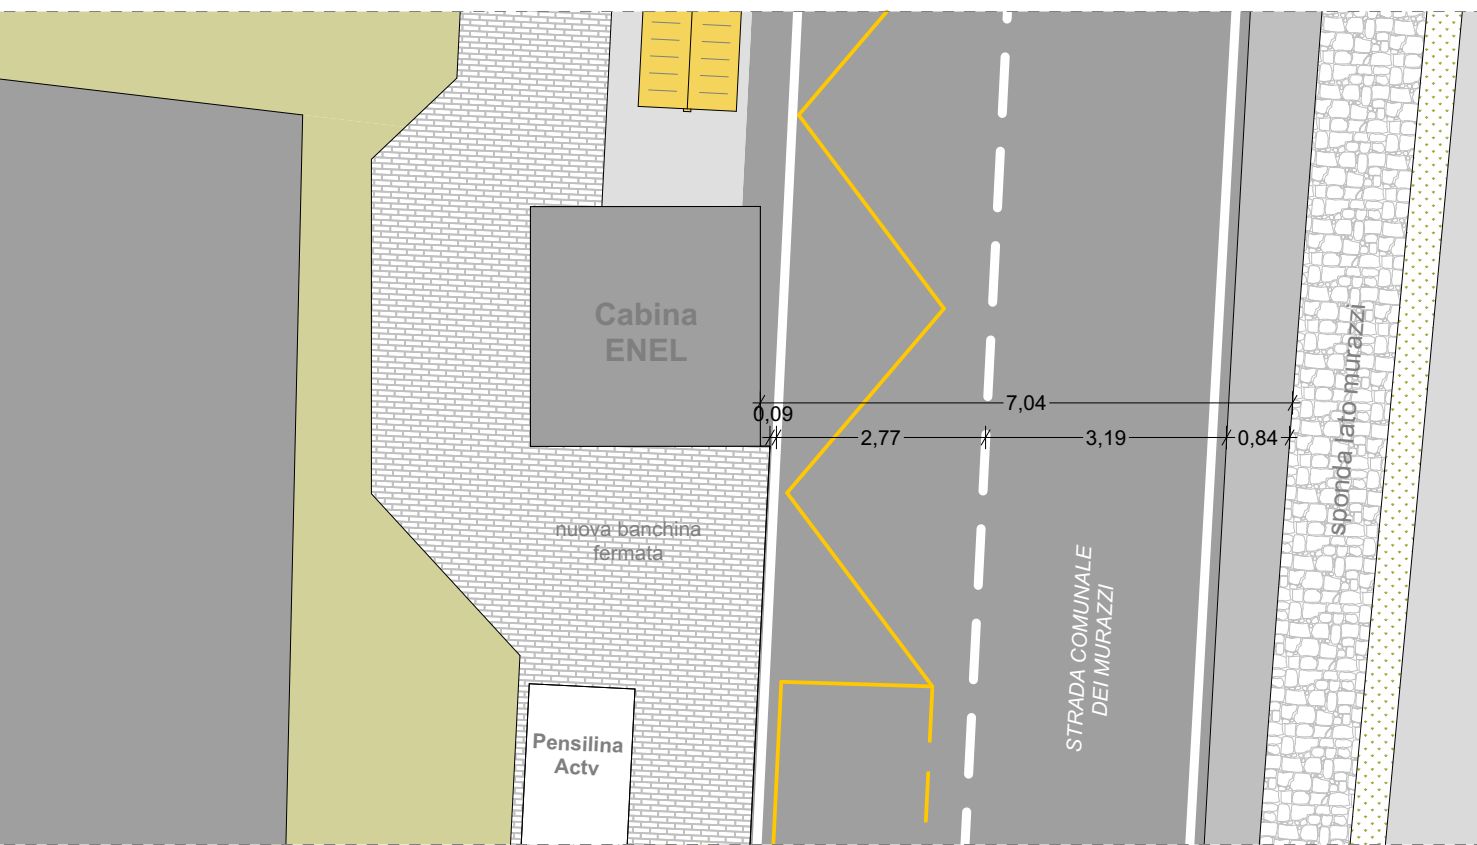 Cabina
ENEL
7,04
0,09
2,77
3,19
0,84
sponda lato murazzi
nuova banchina
fermata
STRADA COMUNALE
DEI MURAZZI
Pensilina
Actv